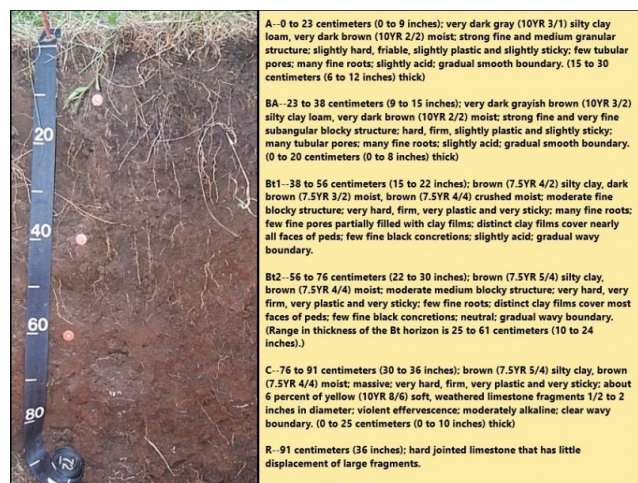 20
40
60
80
A--0 to 23 centimeters (0 to 9 inches); very dark gray (10YR 3/1) silty clay
loam, very dark brown (10YR 2/2) moist; strong fine and medium granular
structure; slightly hard, friable, slightly plastic and slightly sticky; few tubular
pores; many fine roots; slightly acid; gradual smooth boundary. (15 to 30
centimeters (6 to 12 inches) thick)
BA--23 to 38 centimeters (9 to 15 inches); very dark grayish brown (10YR 3/2)
silty clay loam, very dark brown (10YR 2/2) moist; strong fine and very fine
subangular blocky structure; hard, firm, slightly plastic and slightly sticky;
many tubular pores; many fine roots; slightly acid; gradual smooth boundary.
(0 to 20 centimeters (0 to 8 inches) thick)
Bt1--38 to 56 centimeters (15 to 22 inches); brown (7.5YR 4/2) silty clay, dark
brown (7.5YR 3/2) moist, brown (7.5YR 4/4) crushed moist; moderate fine
blocky structure; very hard, firm, very plastic and very sticky; many fine roots;
few fine pores partially filled with clay films; distinct clay films cover nearly
all faces of peds; few fine black concretions; slightly acid; gradual wavy
boundary.
Bt2--56 to 76 centimeters (22 to 30 inches); brown (7.5YR 5/4) silty clay,
brown (7.5YR 4/4) moist; moderate medium blocky structure; very hard, very
firm, very plastic and very sticky; few roots; distinct clay films cover most
faces of peds; few fine black concretions; neutral; gradual wavy boundary.
(Range in thickness of the Bt horizon is 25 to 61 centimeters (10 to 24
inches).)
C--76 to 91 centimeters (30 to 36 inches); brown (7.5YR 5/4) silty clay, brown
(7.5YR 4/4) moist; massive; very hard, firm, very plastic and very sticky; about
6 percent of yellow (10YR 8/6) soft, weathered limestone fragments 1/2 to 2
inches in diameter; violent effervescence; moderately alkaline; clear wavy
boundary. (0 to 25 centimeters (0 to 10 inches) thick)
R--91 centimeters (36 inches); hard jointed limestone that has little
displacement of large fragments.